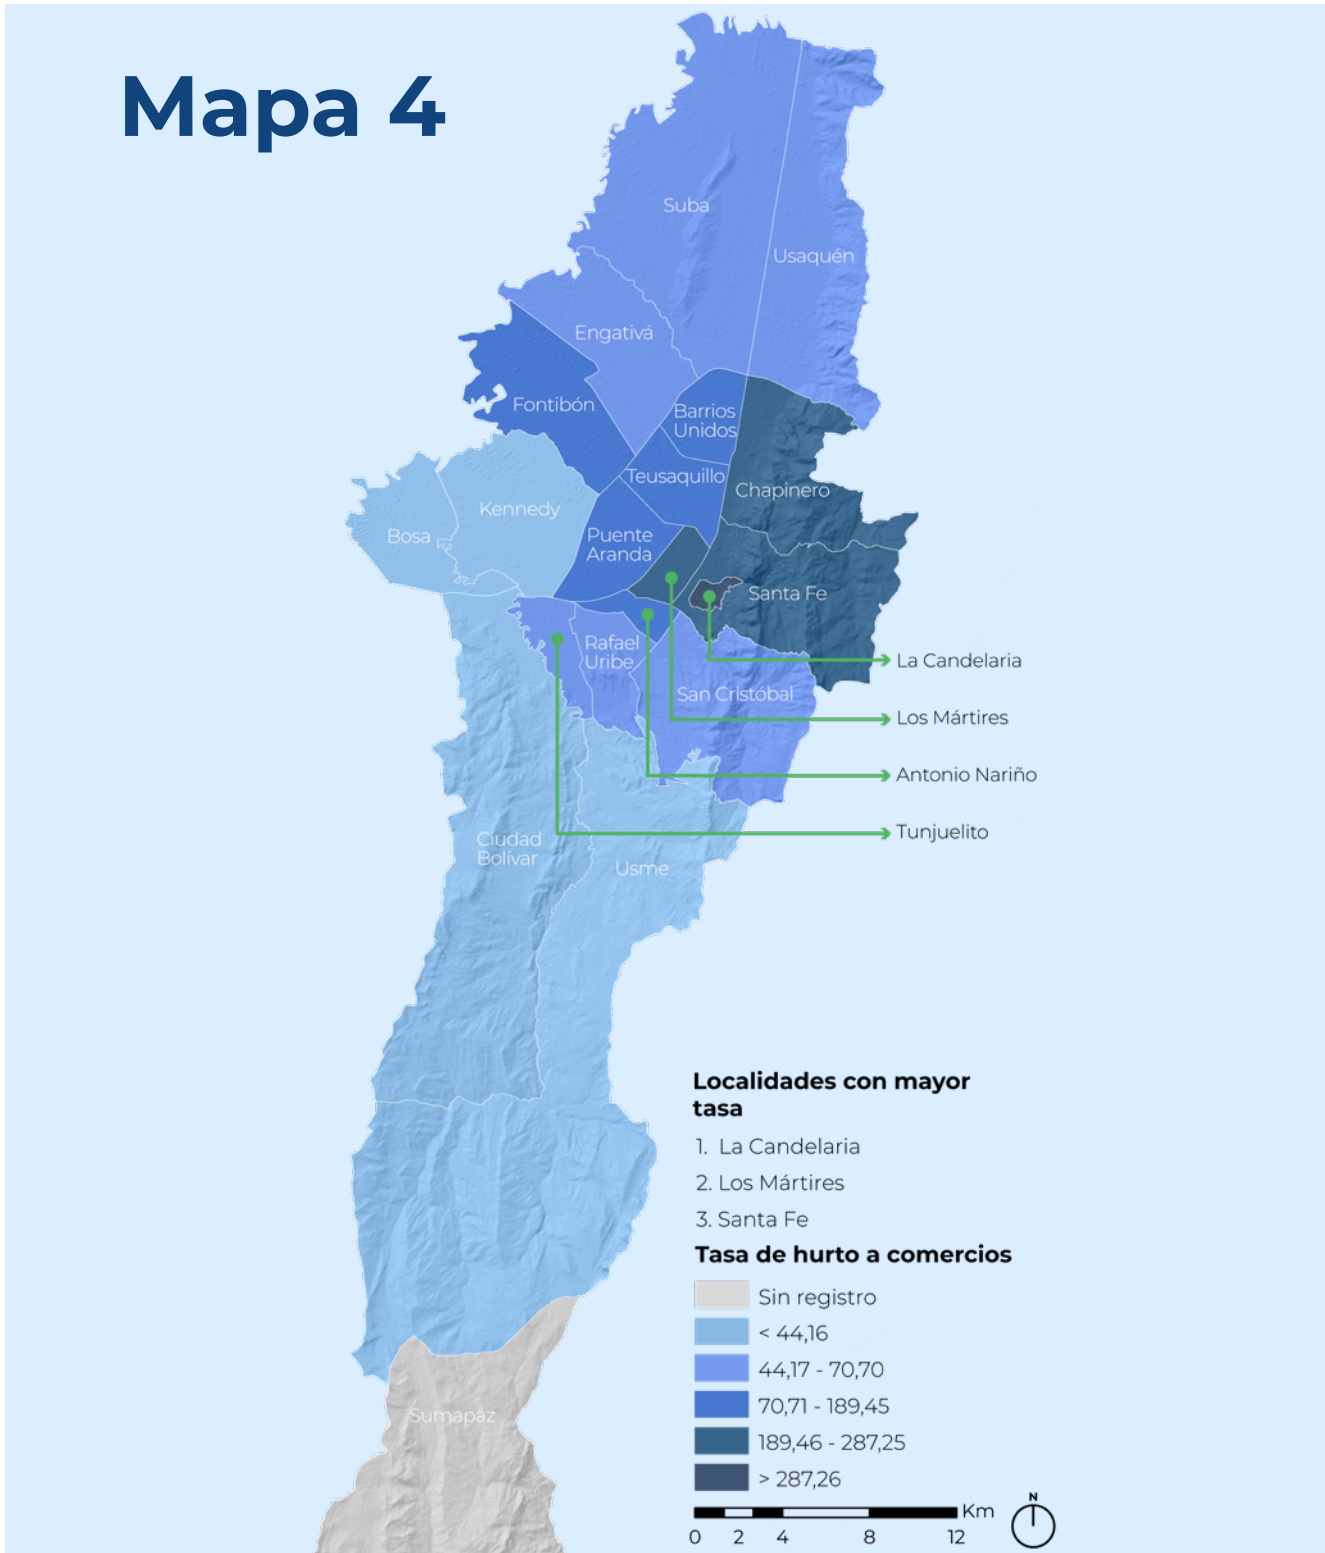 Mapa 4
Suba
Usaquén
Engativá
Fontibón
Barrios
Unidos
Teusaquillo
Chapinero
Kennedy
Bosa
Puente
Aranda
Santa Fe
Rafael
Uribe
La Candelaria
San Cristóbal
Los Mártires
Antonio Nariño
Tunjuelito
Ciudad
Bolívar
Usme
Localidades con mayor
tasa
1. La Candelaria
2. Los Mártires
3. Santa Fe
Tasa de hurto a comercios
Sin registro
< 44,16
44,17 - 70,70
70,71 - 189,45
189,46 - 287,25
> 287,26
Sumapaz
Km
N
0 2 4 8 12